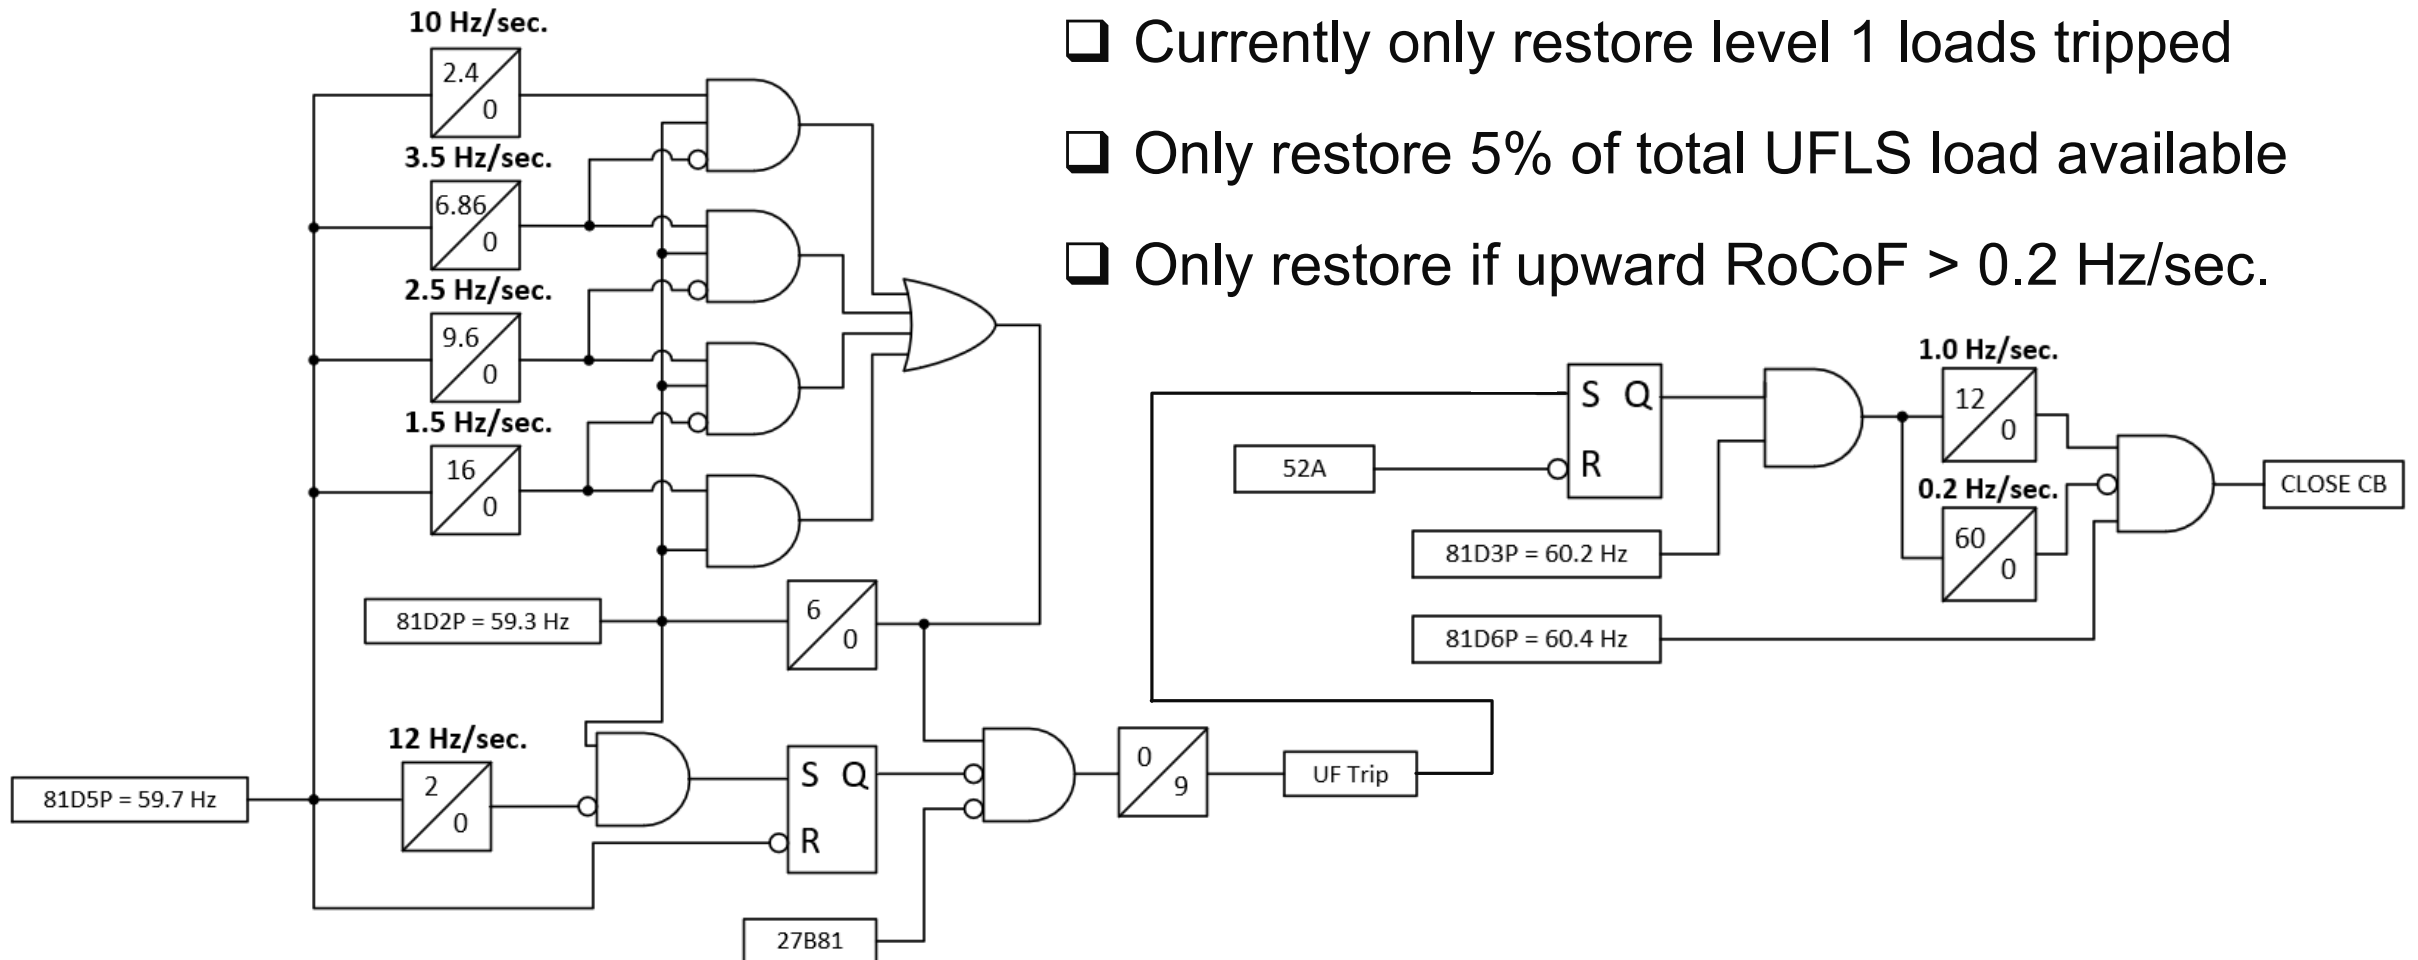 10 Hz/sec.
2.4
0
3.5 Hz/sec.
6.86
0
2.5 Hz/sec.
9.6
0
1.5 Hz/sec.
16
0
81D2P = 59.3 Hz
6
0
12 Hz/sec.
81D5P = 59.7 Hz
2
0
S Q
R
27B81
0
9
UF Trip
❑ Currently only restore level 1 loads tripped
❑ Only restore 5% of total UFLS load available
❑ Only restore if upward RoCoF > 0.2 Hz/sec.
S Q
R
52A
81D3P = 60.2 Hz
81D6P = 60.4 Hz
1.0 Hz/sec.
12
0
0.2 Hz/sec.
60
0
CLOSE CB